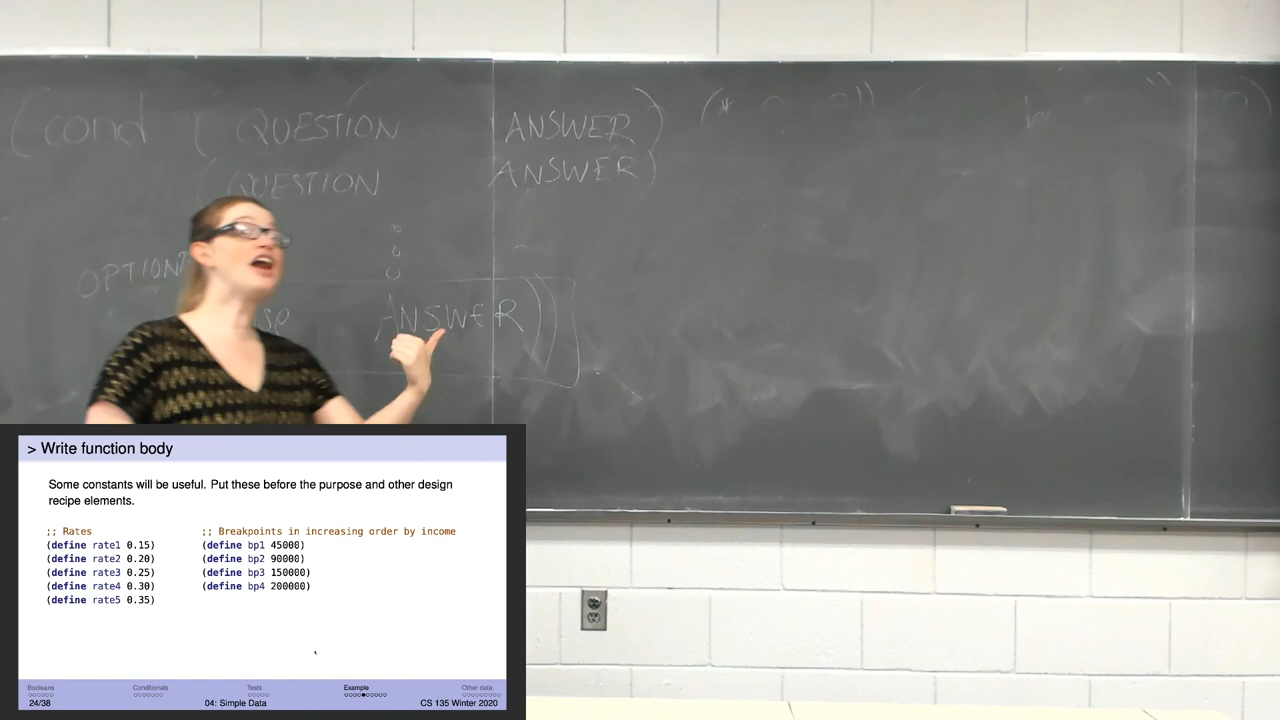 (cond ( QUESTION ANSWER)
( QUESTION ANSWER)
OPTION
ANSWER))
> Write function body
Some constants will be useful. Put these before the purpose and other design
recipe elements.
;; Rates
(define rate1 0.15)
(define rate2 0.20)
(define rate3 0.25)
(define rate4 0.30)
(define rate5 0.35)
;; Breakpoints in increasing order by income
(define bp1 45000)
(define bp2 90000)
(define bp3 150000)
(define bp4 200000)
Booleans Conditionals Tests Example Other data
24/38 04: Simple Data CS 135 Winter 2020